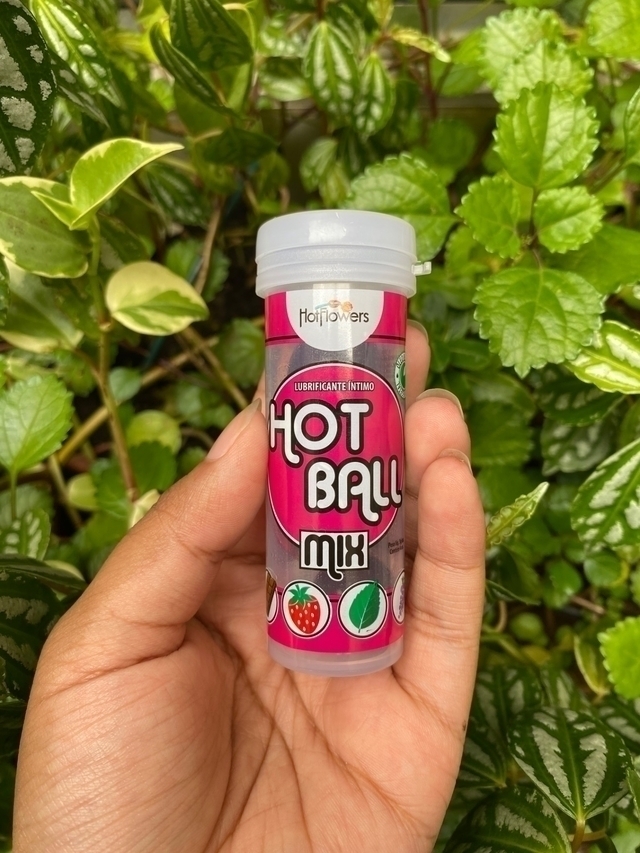 HotFlowers
LUBRIFICANTE ÍNTIMO
HOT
BALL
mix